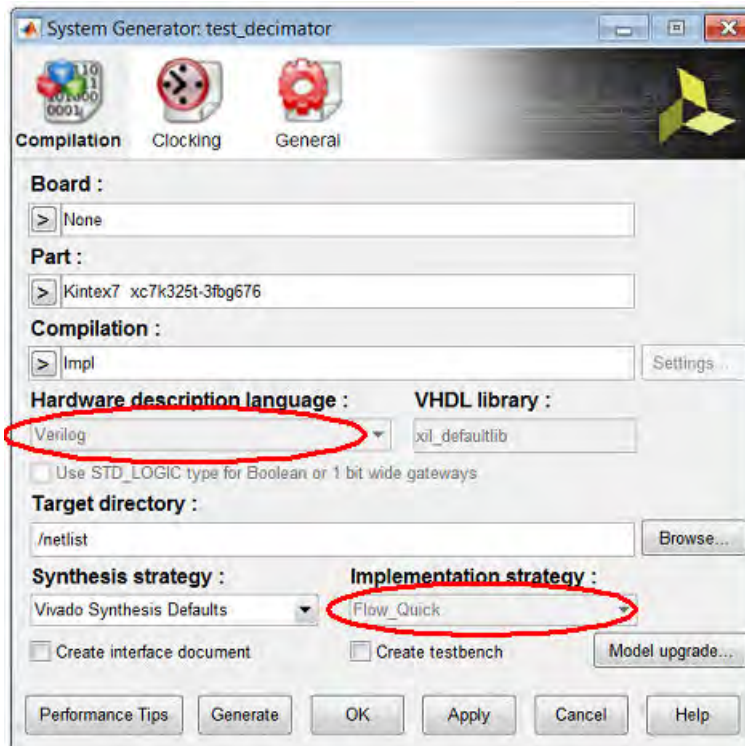 System Generator: test_decimator
Compilation Clocking General
Board :
> None
Part :
> Kintex7 xc7k325t-3fbg676
Compilation :
> Impl Settings...
Hardware description language : VHDL library :
Verilog xil_defaultlib
Use STD_LOGIC type for Boolean or 1 bit wide gateways
Target directory :
/netlist Browse...
Synthesis strategy : Implementation strategy :
Vivado Synthesis Defaults Flow_Quick
Create interface document Create testbench Model upgrade...
Performance Tips Generate OK Apply Cancel Help